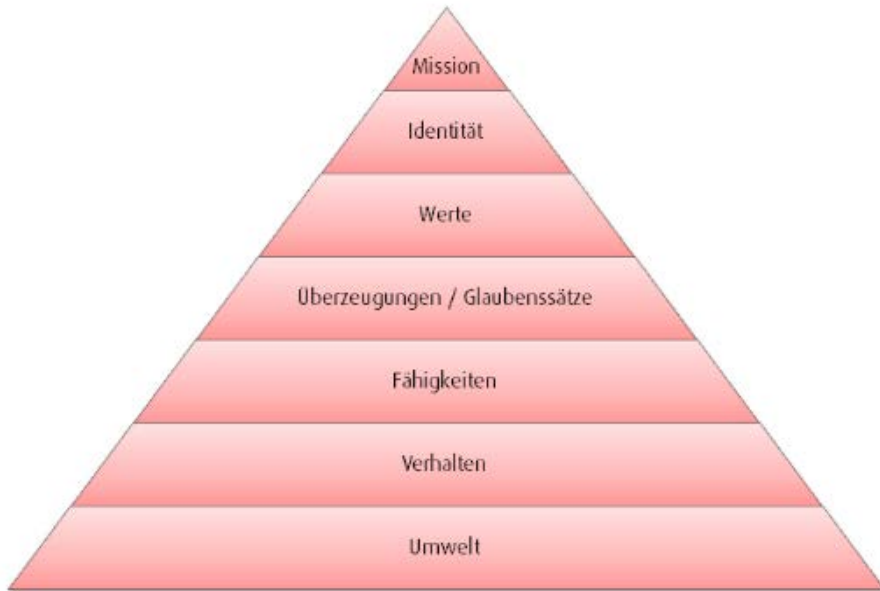 Mission
Identität
Werte
Überzeugungen / Glaubenssätze
Fähigkeiten
Verhalten
Umwelt